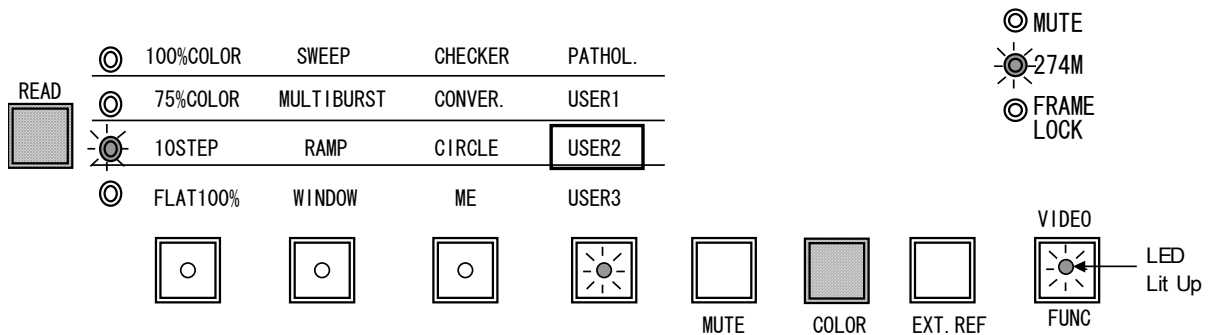 MUTE
100%COLOR SWEEP CHECKER PATHOL.
274M
READ
75%COLOR MULTIBURST CONVER. USER1
FRAME
LOCK
10STEP RAMP CIRCLE USER2
FLAT100% WINDOW ME USER3
VIDEO
LED
Lit Up
MUTE COLOR EXT.REF FUNC